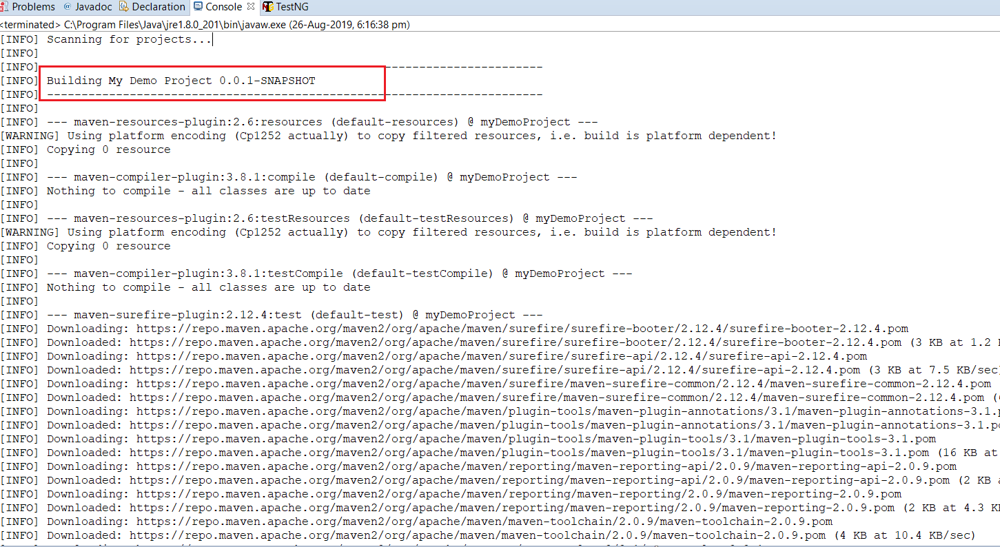 Problems @ Javadoc Declaration Console TestNG
<terminated> C:\Program Files\Java\jre1.8.0_201\bin\javaw.exe (26-Aug-2019, 6:16:38 pm)
[INFO] Scanning for projects...
[INFO]
[INFO] ------------------------------------------------------------------------
[INFO] Building My Demo Project 0.0.1-SNAPSHOT
[INFO] ------------------------------------------------------------------------
[INFO]
[INFO] --- maven-resources-plugin:2.6:resources (default-resources) @ myDemoProject ---
[WARNING] Using platform encoding (Cp1252 actually) to copy filtered resources, i.e. build is platform dependent!
[INFO] Copying 0 resource
[INFO]
[INFO] --- maven-compiler-plugin:3.8.1:compile (default-compile) @ myDemoProject ---
[INFO] Nothing to compile - all classes are up to date
[INFO]
[INFO] --- maven-resources-plugin:2.6:testResources (default-testResources) @ myDemoProject ---
[WARNING] Using platform encoding (Cp1252 actually) to copy filtered resources, i.e. build is platform dependent!
[INFO] Copying 0 resource
[INFO]
[INFO] --- maven-compiler-plugin:3.8.1:testCompile (default-testCompile) @ myDemoProject ---
[INFO] Nothing to compile - all classes are up to date
[INFO]
[INFO] --- maven-surefire-plugin:2.12.4:test (default-test) @ myDemoProject ---
[INFO] Downloading: https://repo.maven.apache.org/maven2/org/apache/maven/surefire/surefire-booter/2.12.4/surefire-booter-2.12.4.pom
[INFO] Downloaded: https://repo.maven.apache.org/maven2/org/apache/maven/surefire/surefire-booter/2.12.4/surefire-booter-2.12.4.pom (3 KB at 1.2
[INFO] Downloading: https://repo.maven.apache.org/maven2/org/apache/maven/surefire/surefire-api/2.12.4/surefire-api-2.12.4.pom
[INFO] Downloaded: https://repo.maven.apache.org/maven2/org/apache/maven/surefire/surefire-api/2.12.4/surefire-api-2.12.4.pom (3 KB at 7.5 KB/sec)
[INFO] Downloading: https://repo.maven.apache.org/maven2/org/apache/maven/surefire/maven-surefire-common/2.12.4/maven-surefire-common-2.12.4.pom
[INFO] Downloaded: https://repo.maven.apache.org/maven2/org/apache/maven/surefire/maven-surefire-common/2.12.4/maven-surefire-common-2.12.4.pom (
[INFO] Downloading: https://repo.maven.apache.org/maven2/org/apache/maven/plugin-tools/maven-plugin-annotations/3.1/maven-plugin-annotations-3.1.p
[INFO] Downloaded: https://repo.maven.apache.org/maven2/org/apache/maven/plugin-tools/maven-plugin-annotations/3.1/maven-plugin-annotations-3.1.po
[INFO] Downloading: https://repo.maven.apache.org/maven2/org/apache/maven/plugin-tools/maven-plugin-tools/3.1/maven-plugin-tools-3.1.pom
[INFO] Downloaded: https://repo.maven.apache.org/maven2/org/apache/maven/plugin-tools/maven-plugin-tools/3.1/maven-plugin-tools-3.1.pom (16 KB at
[INFO] Downloading: https://repo.maven.apache.org/maven2/org/apache/maven/reporting/maven-reporting-api/2.0.9/maven-reporting-api-2.0.9.pom
[INFO] Downloaded: https://repo.maven.apache.org/maven2/org/apache/maven/reporting/maven-reporting-api/2.0.9/maven-reporting-api-2.0.9.pom (2 KB
[INFO] Downloading: https://repo.maven.apache.org/maven2/org/apache/maven/reporting/maven-reporting/2.0.9/maven-reporting-2.0.9.pom
[INFO] Downloaded: https://repo.maven.apache.org/maven2/org/apache/maven/reporting/maven-reporting/2.0.9/maven-reporting-2.0.9.pom (2 KB at 4.3
[INFO] Downloading: https://repo.maven.apache.org/maven2/org/apache/maven/maven-toolchain/2.0.9/maven-toolchain-2.0.9.pom
[INFO] Downloaded: https://repo.maven.apache.org/maven2/org/apache/maven/maven-toolchain/2.0.9/maven-toolchain-2.0.9.pom (4 KB at 10.4 KB/sec)